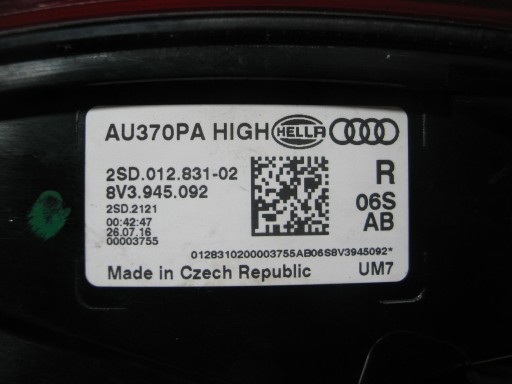 AU370PA HIGH HELLA
2SD.012.831-02
8V3.945.092
2SD.2121
00:42:47
26.07.16
00003755
R
06S
AB
0128310200003755AB06S8V3945092*
Made in Czech Republic UM7